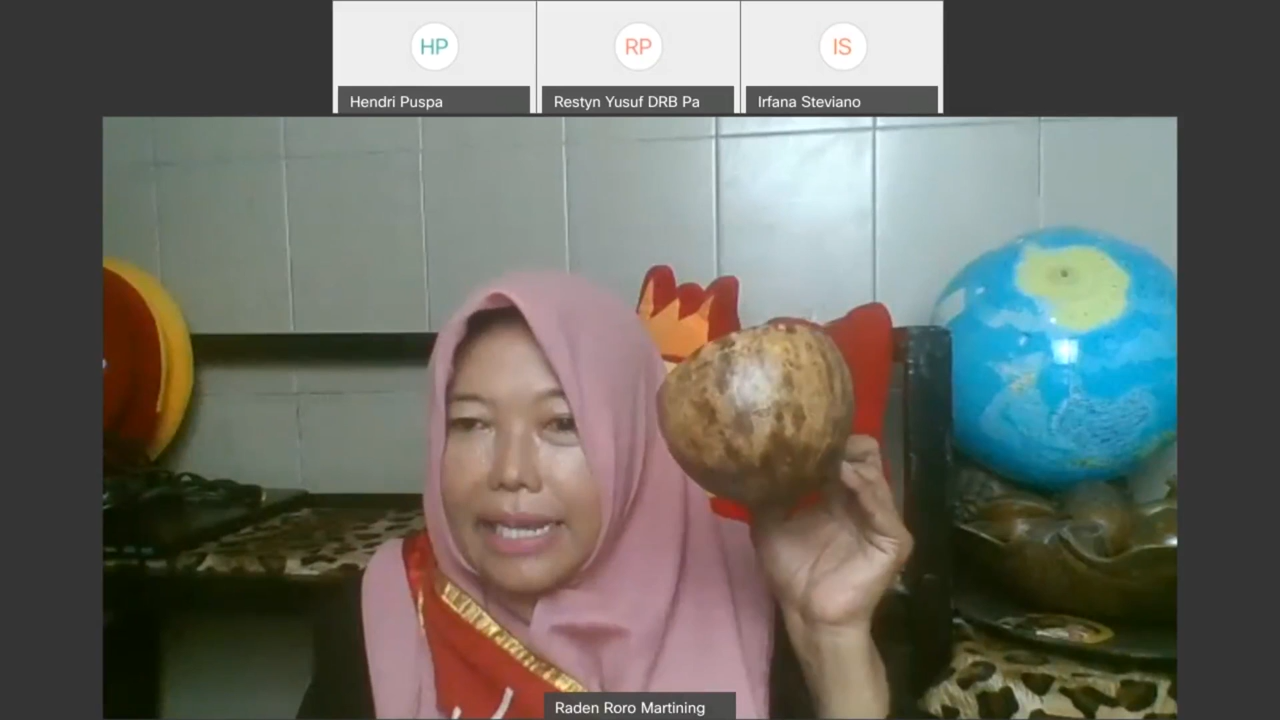 HP
RP
IS
Hendri Puspa
Restyn Yusuf DRB Pa
Irfana Steviano
Raden Roro Martining